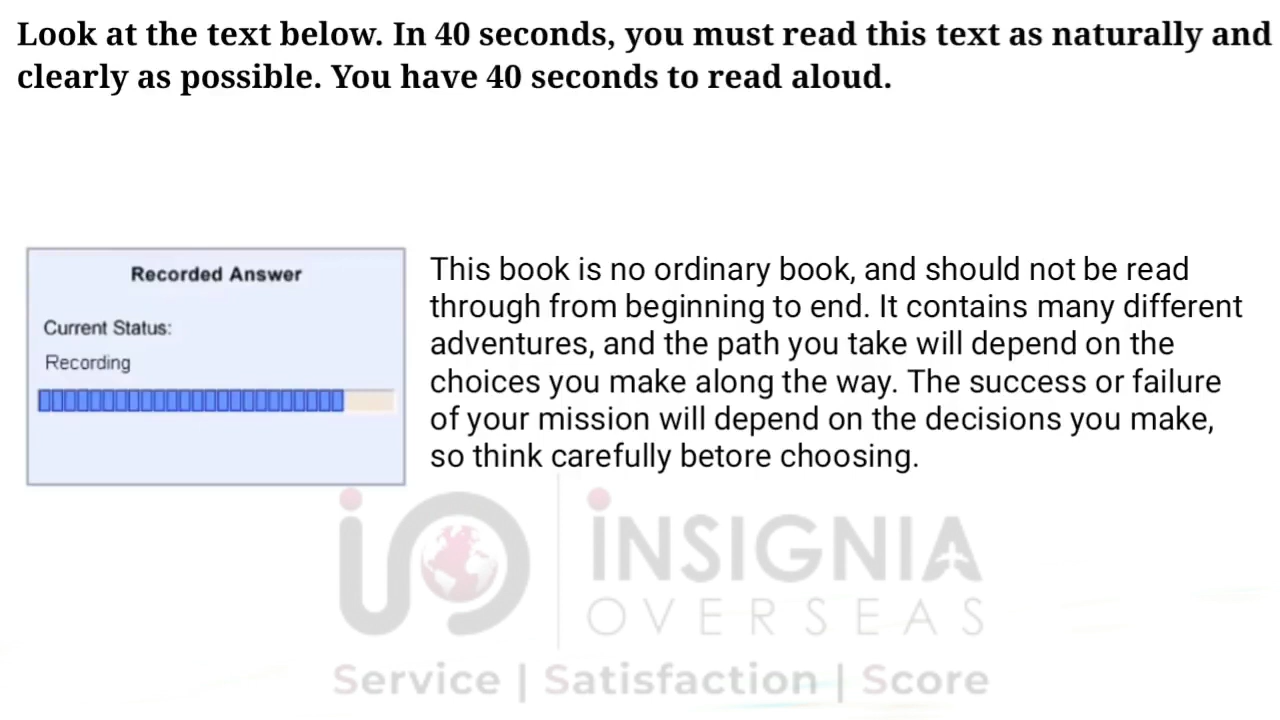 Look at the text below. In 40 seconds, you must read this text as naturally and
clearly as possible. You have 40 seconds to read aloud.
Recorded Answer
Current Status:
Recording
This book is no ordinary book, and should not be read
through from beginning to end. It contains many different
adventures, and the path you take will depend on the
choices you make along the way. The success or failure
of your mission will depend on the decisions you make,
so think carefully betore choosing.
iNSIGNIA
OVERSEAS
Service | Satisfaction | Score